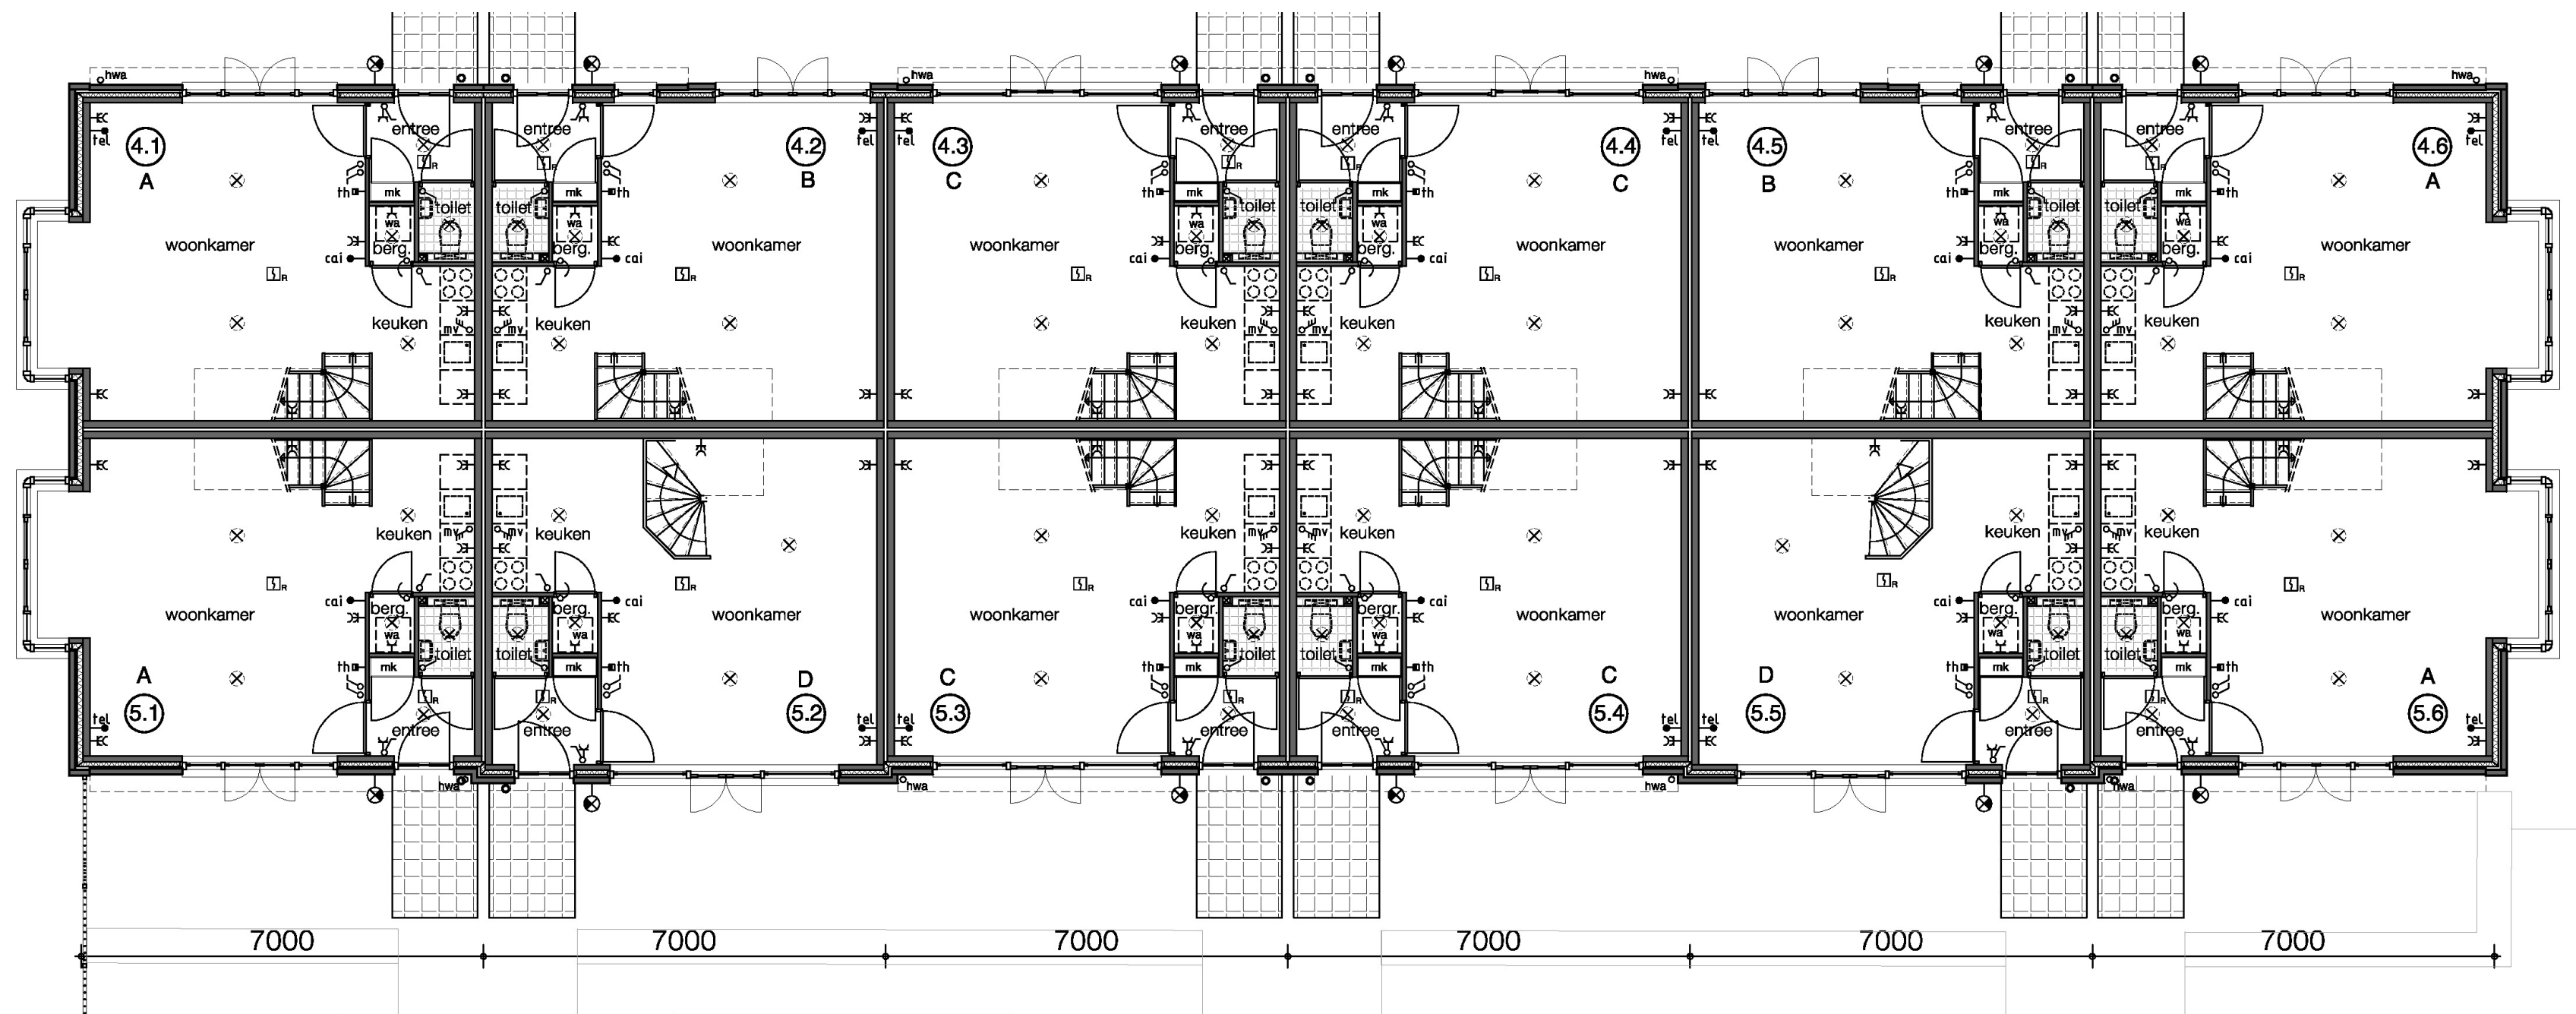 hwa hwa hwa hwa
tel tel tel tel tel tel
entree entree entree entree entree entree
4.1 4.2 4.3 4.4 4.5 4.6
A B C C B A
R R R R R R
th mk mk th th mk mk th th mk mk th
toilet toilet toilet toilet toilet toilet
wa wa wa wa wa wa
woonkamer berg. berg. woonkamer woonkamer berg. berg. woonkamer woonkamer berg. berg. woonkamer
cai cai cai cai cai cai
R R R R R R
keuken mv mv keuken keuken mv mv keuken keuken mv mv keuken
keuken mv mv keuken keuken mv mv keuken keuken mv mv keuken
R R R R R R
cai cai cai cai cai cai
woonkamer berg. berg. woonkamer woonkamer bergr. berg. woonkamer woonkamer berg. berg. woonkamer
wa wa wa wa wa wa
toilet toilet toilet toilet toilet toilet
th mk mk th th mk mk th th mk mk th
A D C C D A
R R R R R R
5.1 5.2 5.3 5.4 5.5 5.6
tel tel tel tel tel tel
entree entree entree entree entree entree
hwa hwa hwa hwa
7000 7000 7000 7000 7000 7000